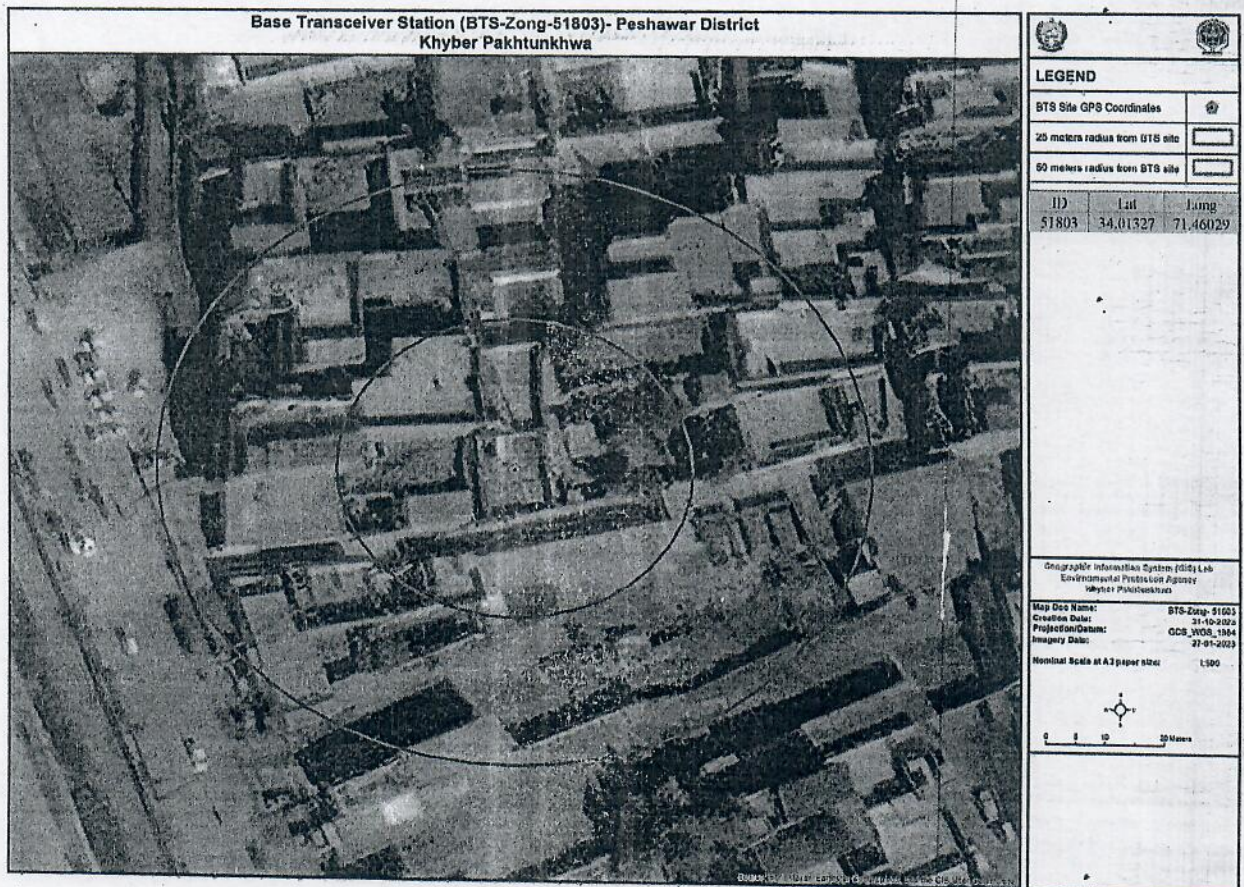 Base Transceiver Station (BTS-Zong-51803)- Peshawar District
Khyber Pakhtunkhwa
LEGEND
BTS Site GPS Coordinates
25 meters radius from BTS site
50 meters radius from BTS site
ID Lat Long
51803 34.01327 71.46029
Geographic Information System (GIS) Lab
Environmental Protection Agency
Khyber Pakhtunkhwa
Map Doc Name: BTS-Zong- 51803
Creation Date: 31-10-2023
Projection/Datum: GCS_WGS_1984
Imagery Date: 27-01-2023
Nominal Scale at A3 paper size: 1:500
0 5 10 20 Meters